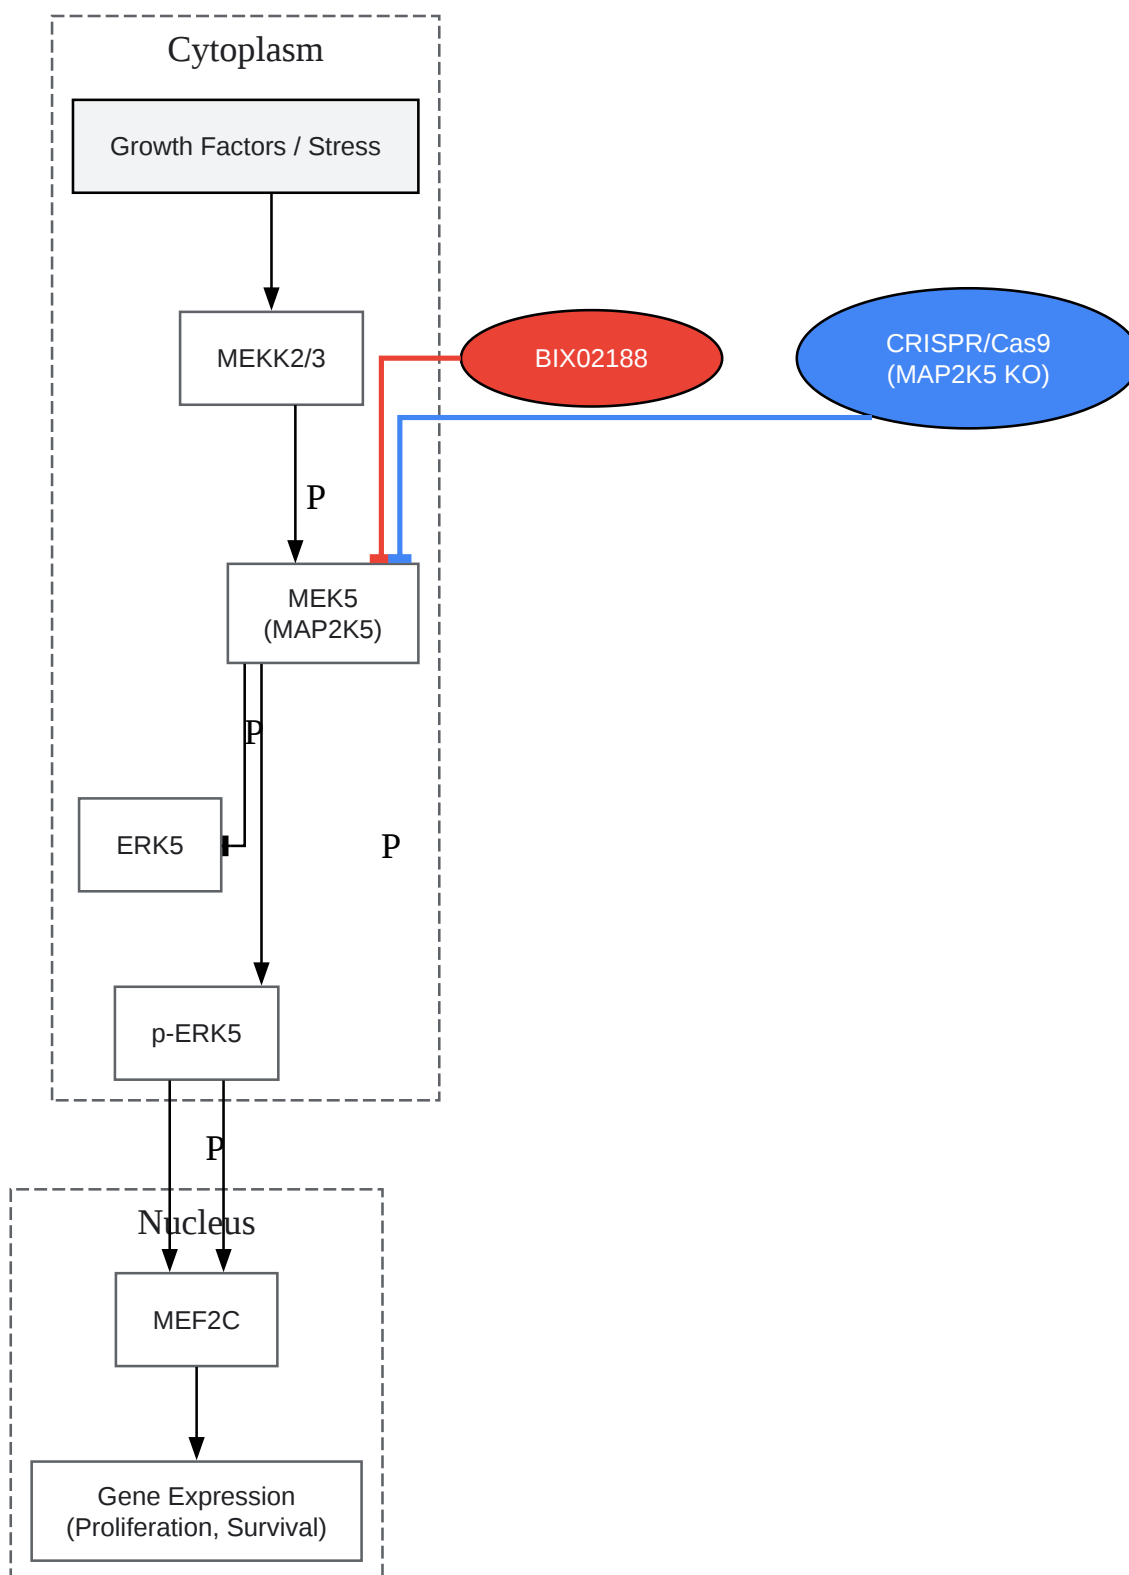 Cytoplasm
Growth Factors / Stress
MEKK2/3
BIX02188
CRISPR/Cas9
(MAP2K5 KO)
P
MEK5
(MAP2K5)
P
ERK5
P
p-ERK5
P
Nucleus
MEF2C
Gene Expression
(Proliferation, Survival)